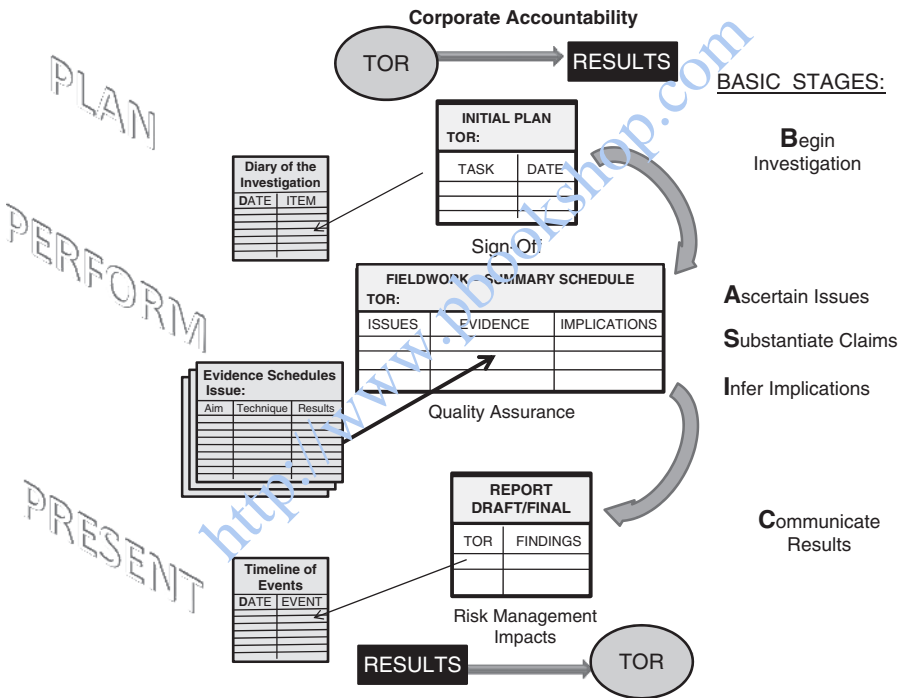 Corporate Accountability
TOR
RESULTS
BASIC STAGES:
PLAN
INITIAL PLAN
TOR:
TASK DATE
Begin
Investigation
Diary of the
Investigation
DATE ITEM
Sign-Off
PERFORM
FIELDWORK – SUMMARY SCHEDULE
TOR:
ISSUES EVIDENCE IMPLICATIONS
Ascertain Issues
Substantiate Claims
Infer Implications
Evidence Schedules
Issue:
Aim Technique Results
Quality Assurance
PRESENT
REPORT
DRAFT/FINAL
TOR FINDINGS
Communicate
Results
Timeline of
Events
DATE EVENT
Risk Management
Impacts
RESULTS
TOR
http://www.pbookshop.com